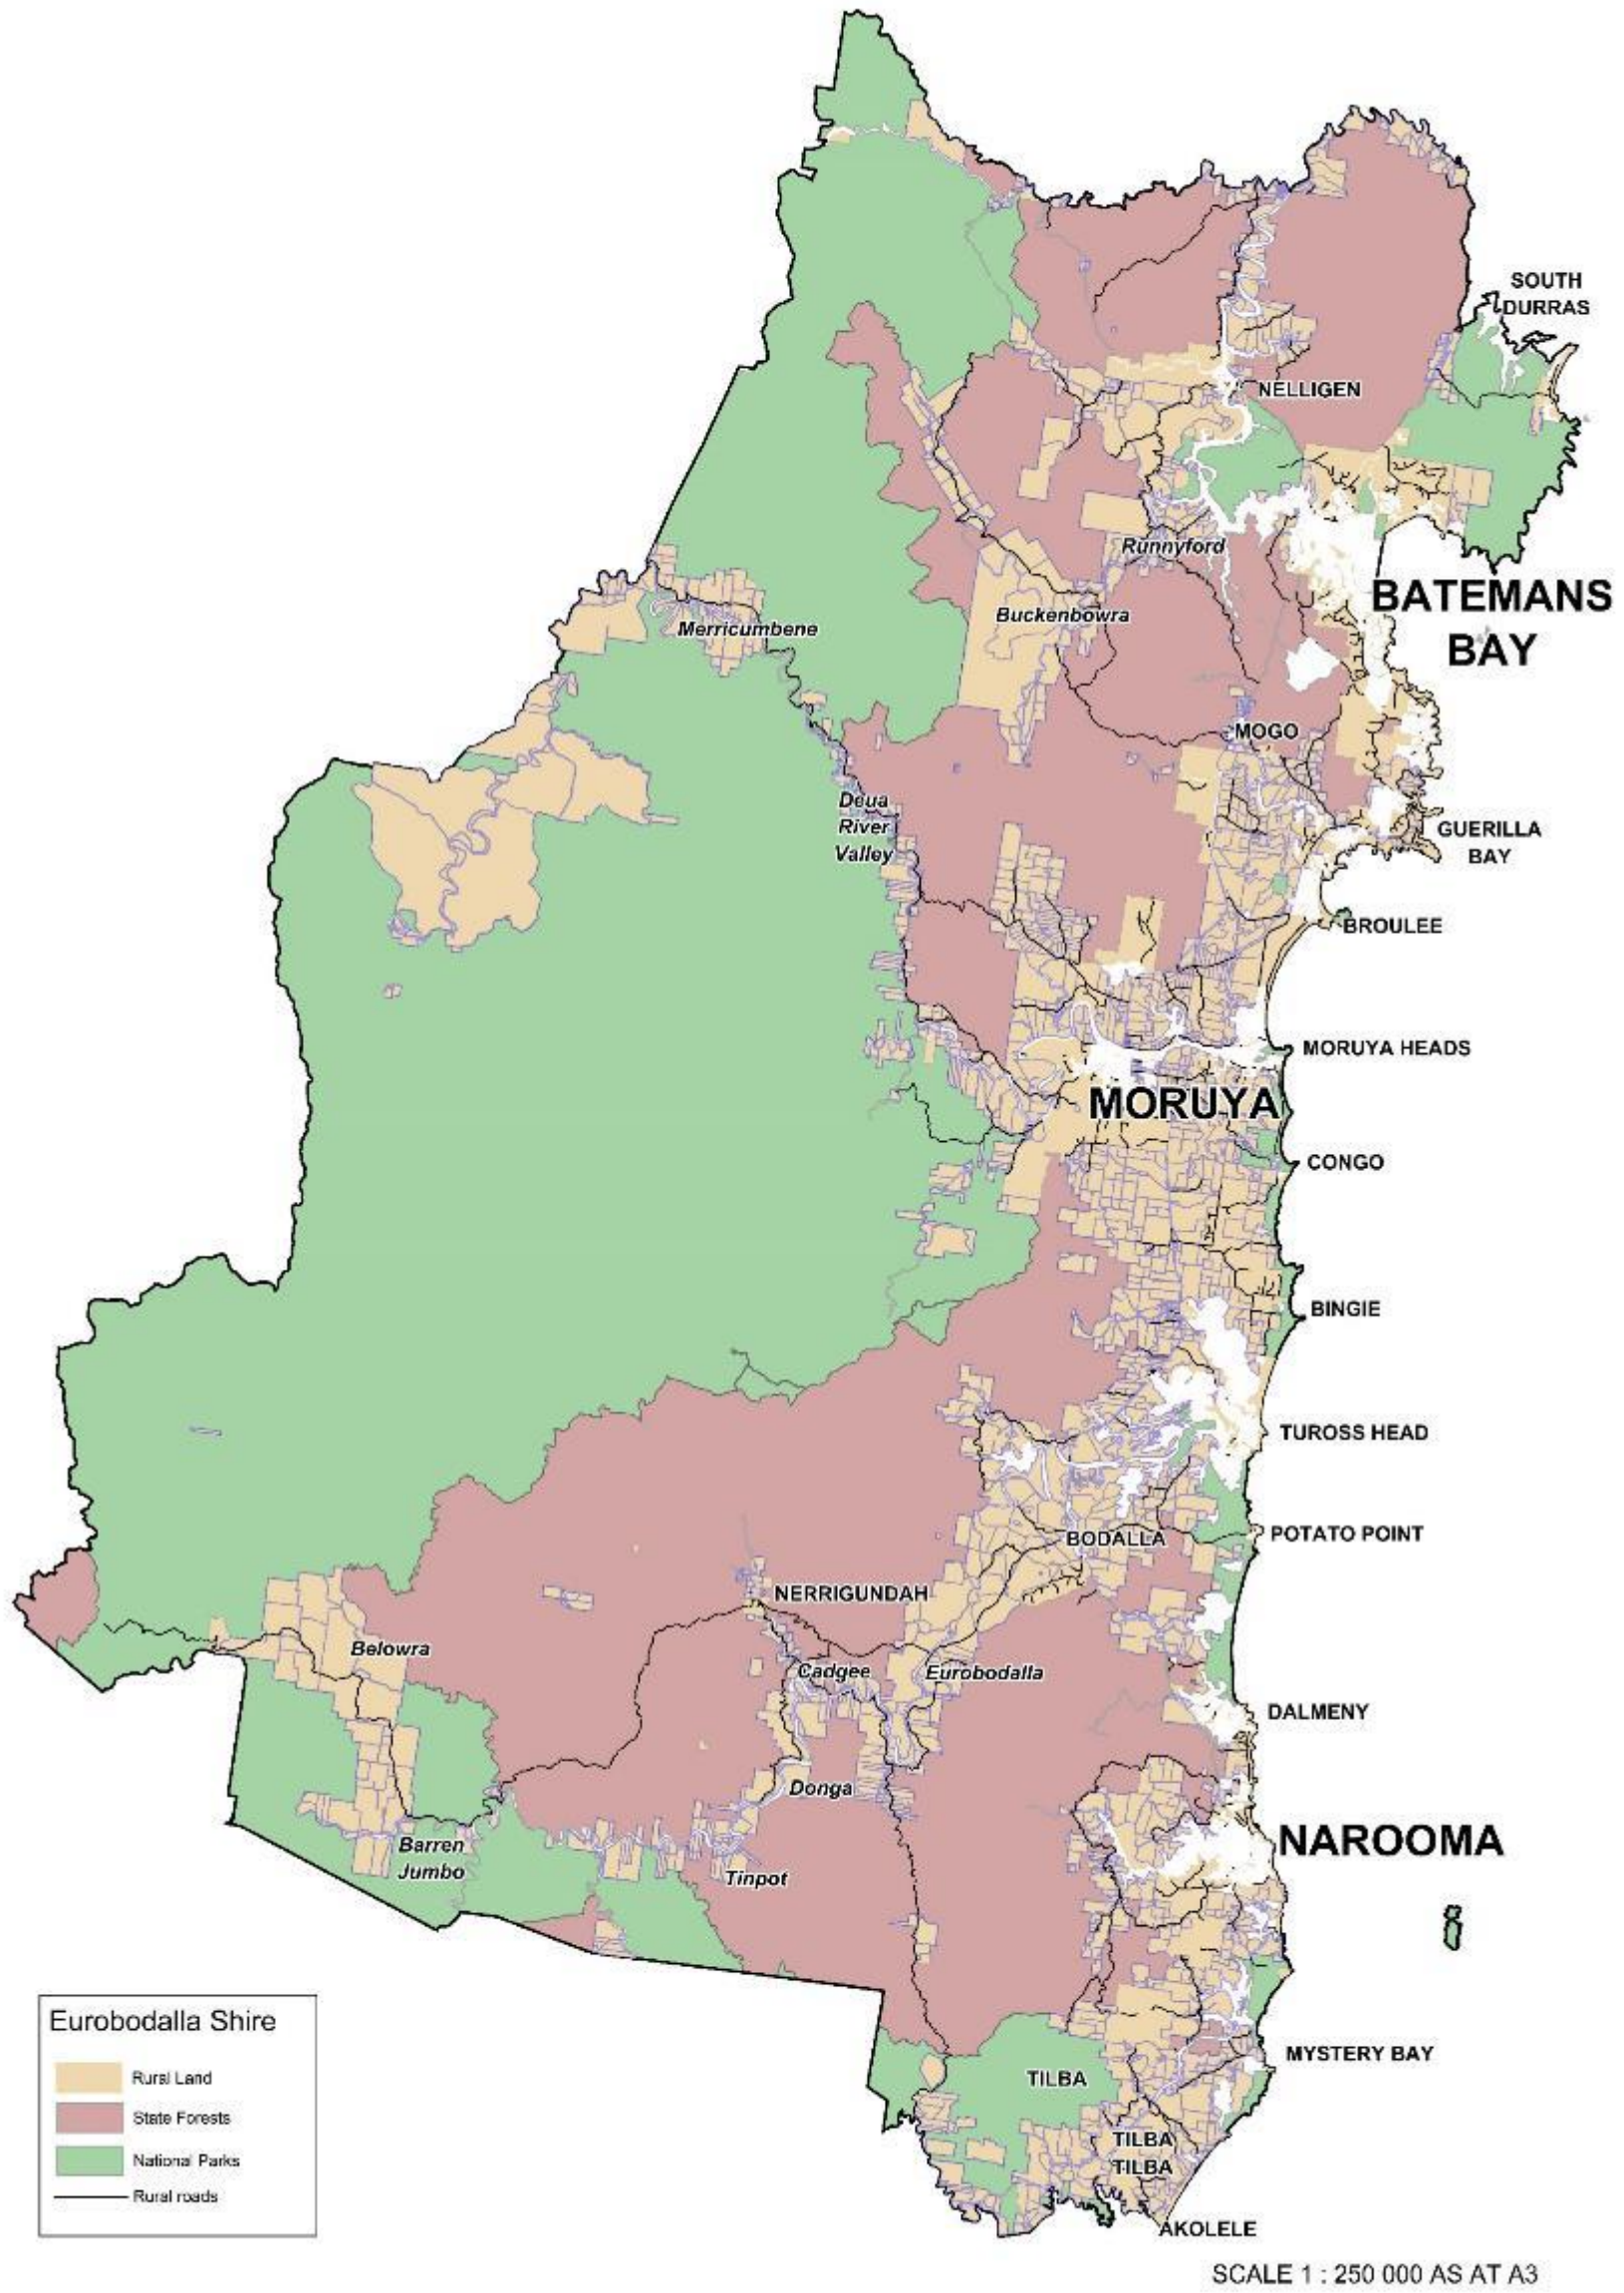 SOUTH
DURRAS
NELLIGEN
Runnyford
BATEMANS
BAY
Buckenbowra
Merricumbene
MOGO
Deua
River
Valley
GUERILLA
BAY
BROULEE
MORUYA HEADS
MORUYA
CONGO
BINGIE
TUROSS HEAD
POTATO POINT
BODALLA
NERRIGUNDAH
Belowra
Cadgee
Eurobodalla
DALMENY
Donga
NAROOMA
Barren
Jumbo
Tinpot
Eurobodalla Shire
Rural Land
State Forests
National Parks
Rural roads
MYSTERY BAY
TILBA
TILBA
TILBA
AKOLELE
SCALE 1 : 250 000 AS AT A3